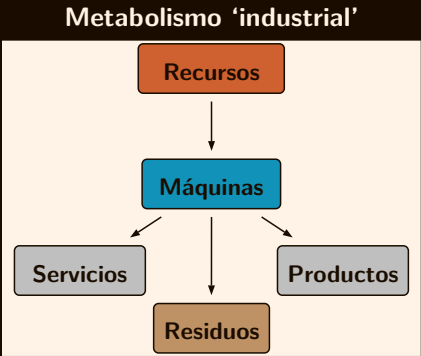 Metabolismo ‘industrial’
Recursos
Máquinas
Servicios
Productos
Residuos